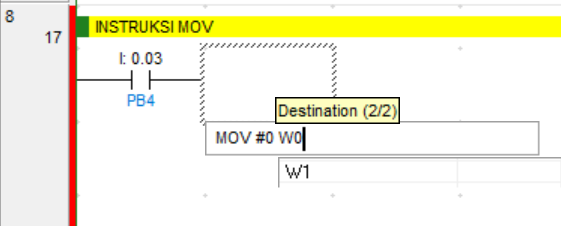 8
17
INSTRUKSI MOV
I: 0.03
PB4
Destination (2/2)
MOV #0 W0
W1